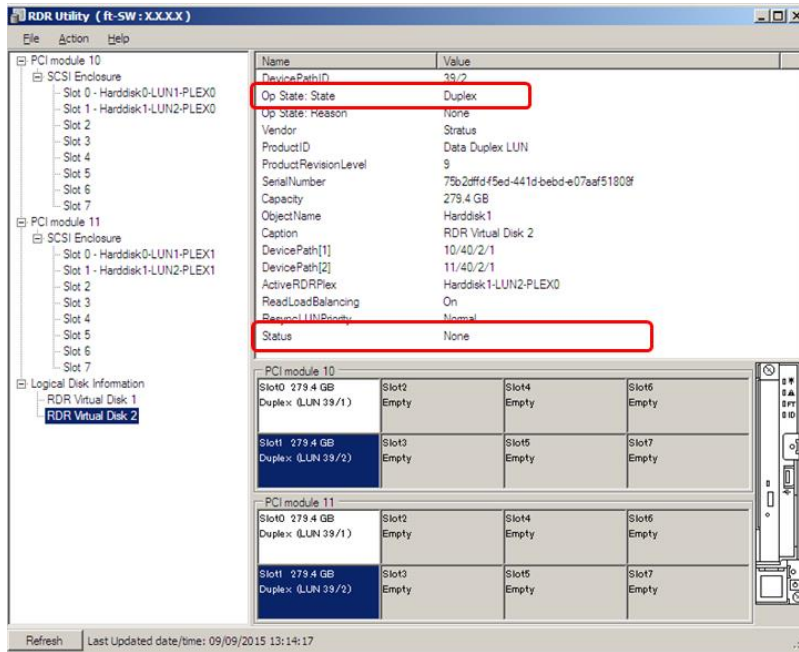 RDR Utility ( ft-SW : X.X.X.X )
File Action Help
PCI module 10
SCSI Enclosure
Slot 0 - Harddisk0-LUN1-PLEX0
Slot 1 - Harddisk1-LUN2-PLEX0
Slot 2
Slot 3
Slot 4
Slot 5
Slot 6
Slot 7
PCI module 11
SCSI Enclosure
Slot 0 - Harddisk0-LUN1-PLEX1
Slot 1 - Harddisk1-LUN2-PLEX1
Slot 2
Slot 3
Slot 4
Slot 5
Slot 6
Slot 7
Logical Disk Information
RDR Virtual Disk 1
RDR Virtual Disk 2
Name Value
DevicePathID 39/2
Op State: State Duplex
Op State: Reason None
Vendor Stratus
ProductID Data Duplex LUN
ProductRevisionLevel 9
SerialNumber 75b2dffd-f5ed-441d-bebd-e07aaf51808f
Capacity 279.4 GB
ObjectName Harddisk1
Caption RDR Virtual Disk 2
DevicePath[1] 10/40/2/1
DevicePath[2] 11/40/2/1
ActiveRDRPlex Harddisk1-LUN2-PLEX0
ReadLoadBalancing On
ResyncLUNPriority Normal
Status None
PCI module 10
Slot0 279.4 GB Slot2 Slot4 Slot6
Duplex (LUN 39/1) Empty Empty Empty
Slot1 279.4 GB Slot3 Slot5 Slot7
Duplex (LUN 39/2) Empty Empty Empty
PCI module 11
Slot0 279.4 GB Slot2 Slot4 Slot6
Duplex (LUN 39/1) Empty Empty Empty
Slot1 279.4 GB Slot3 Slot5 Slot7
Duplex (LUN 39/2) Empty Empty Empty
Refresh Last Updated date/time: 09/09/2015 13:14:17